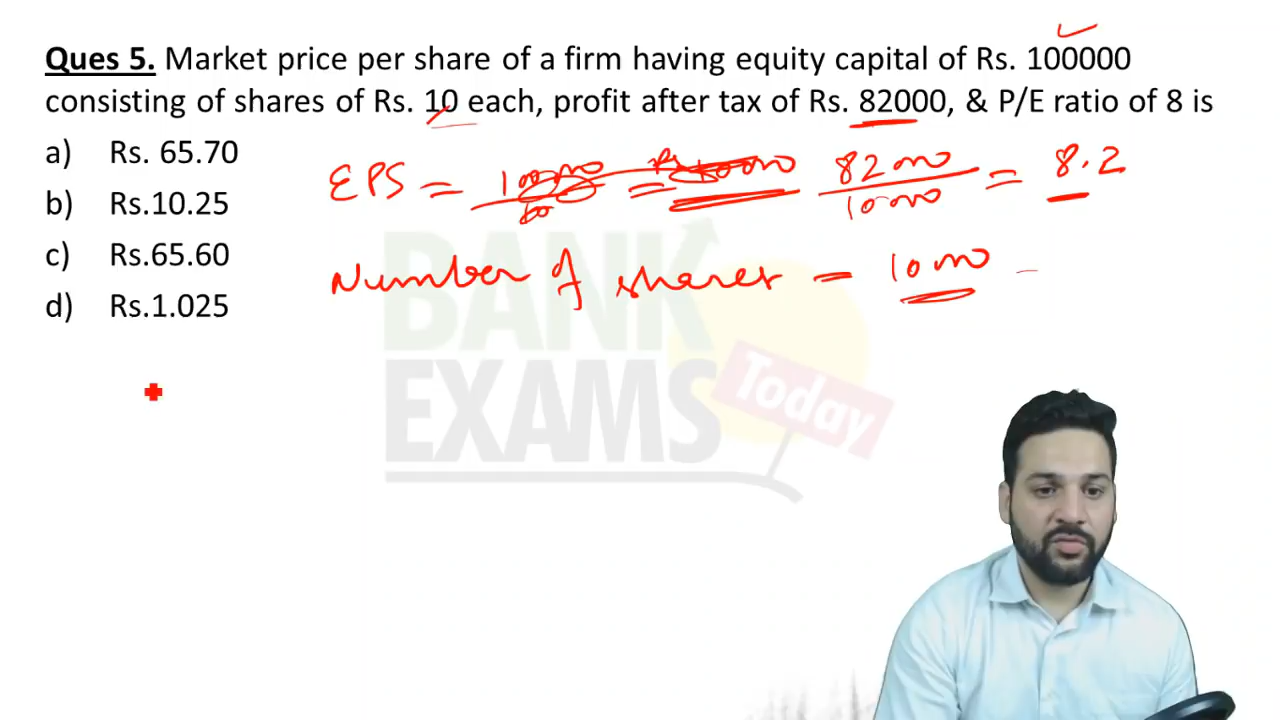 Ques 5. Market price per share of a firm having equity capital of Rs. 100000
consisting of shares of Rs. 10 each, profit after tax of Rs. 82000, & P/E ratio of 8 is
a) Rs. 65.70
b) Rs.10.25
c) Rs.65.60
d) Rs.1.025
EPS = = 82000 / 10000 = 8.2
Number of shares = 10000
BANK
EXAMS
Today